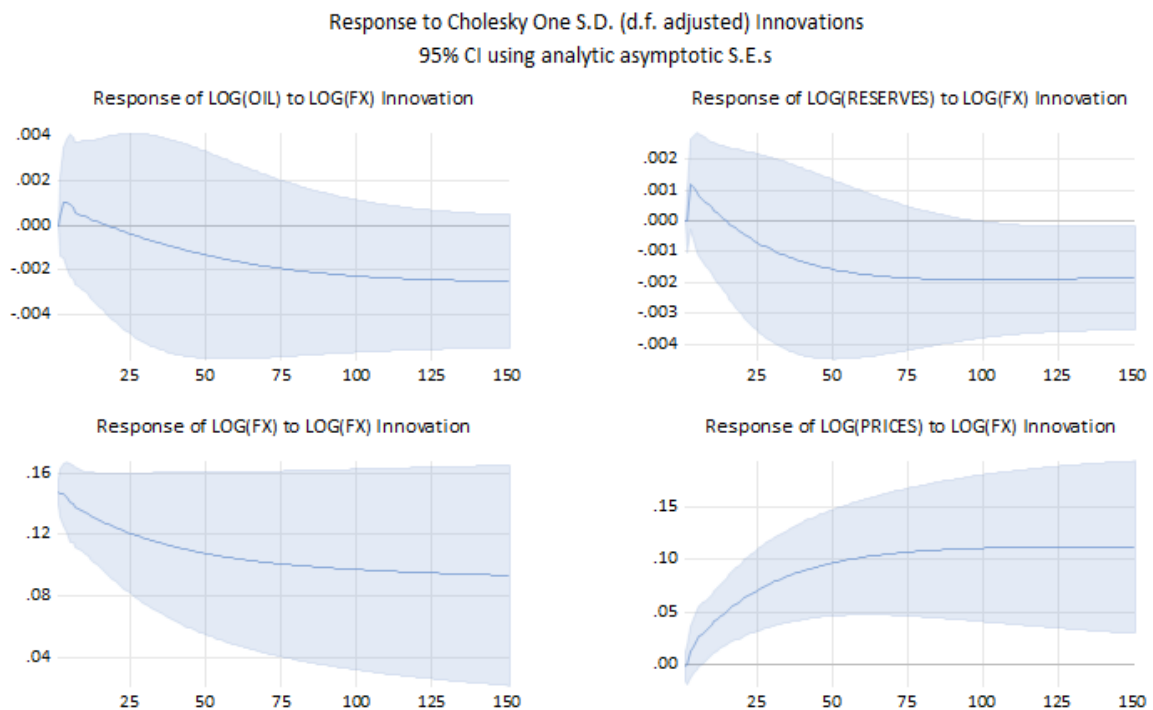 Response to Cholesky One S.D. (d.f. adjusted) Innovations
95% CI using analytic asymptotic S.E.s
Response of LOG(OIL) to LOG(FX) Innovation
.004
.002
.000
-.002
-.004
25 50 75 100 125 150
Response of LOG(RESERVES) to LOG(FX) Innovation
.002
.001
.000
-.001
-.002
-.003
-.004
25 50 75 100 125 150
Response of LOG(FX) to LOG(FX) Innovation
.16
.12
.08
.04
25 50 75 100 125 150
Response of LOG(PRICES) to LOG(FX) Innovation
.15
.10
.05
.00
25 50 75 100 125 150